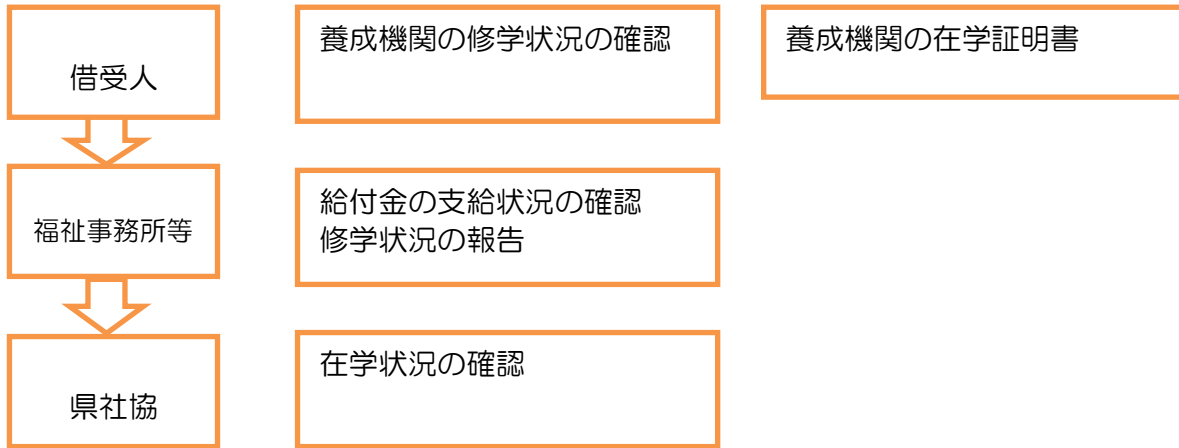 借受人
養成機関の修学状況の確認
養成機関の在学証明書
福祉事務所等
給付金の支給状況の確認
修学状況の報告
県社協
在学状況の確認